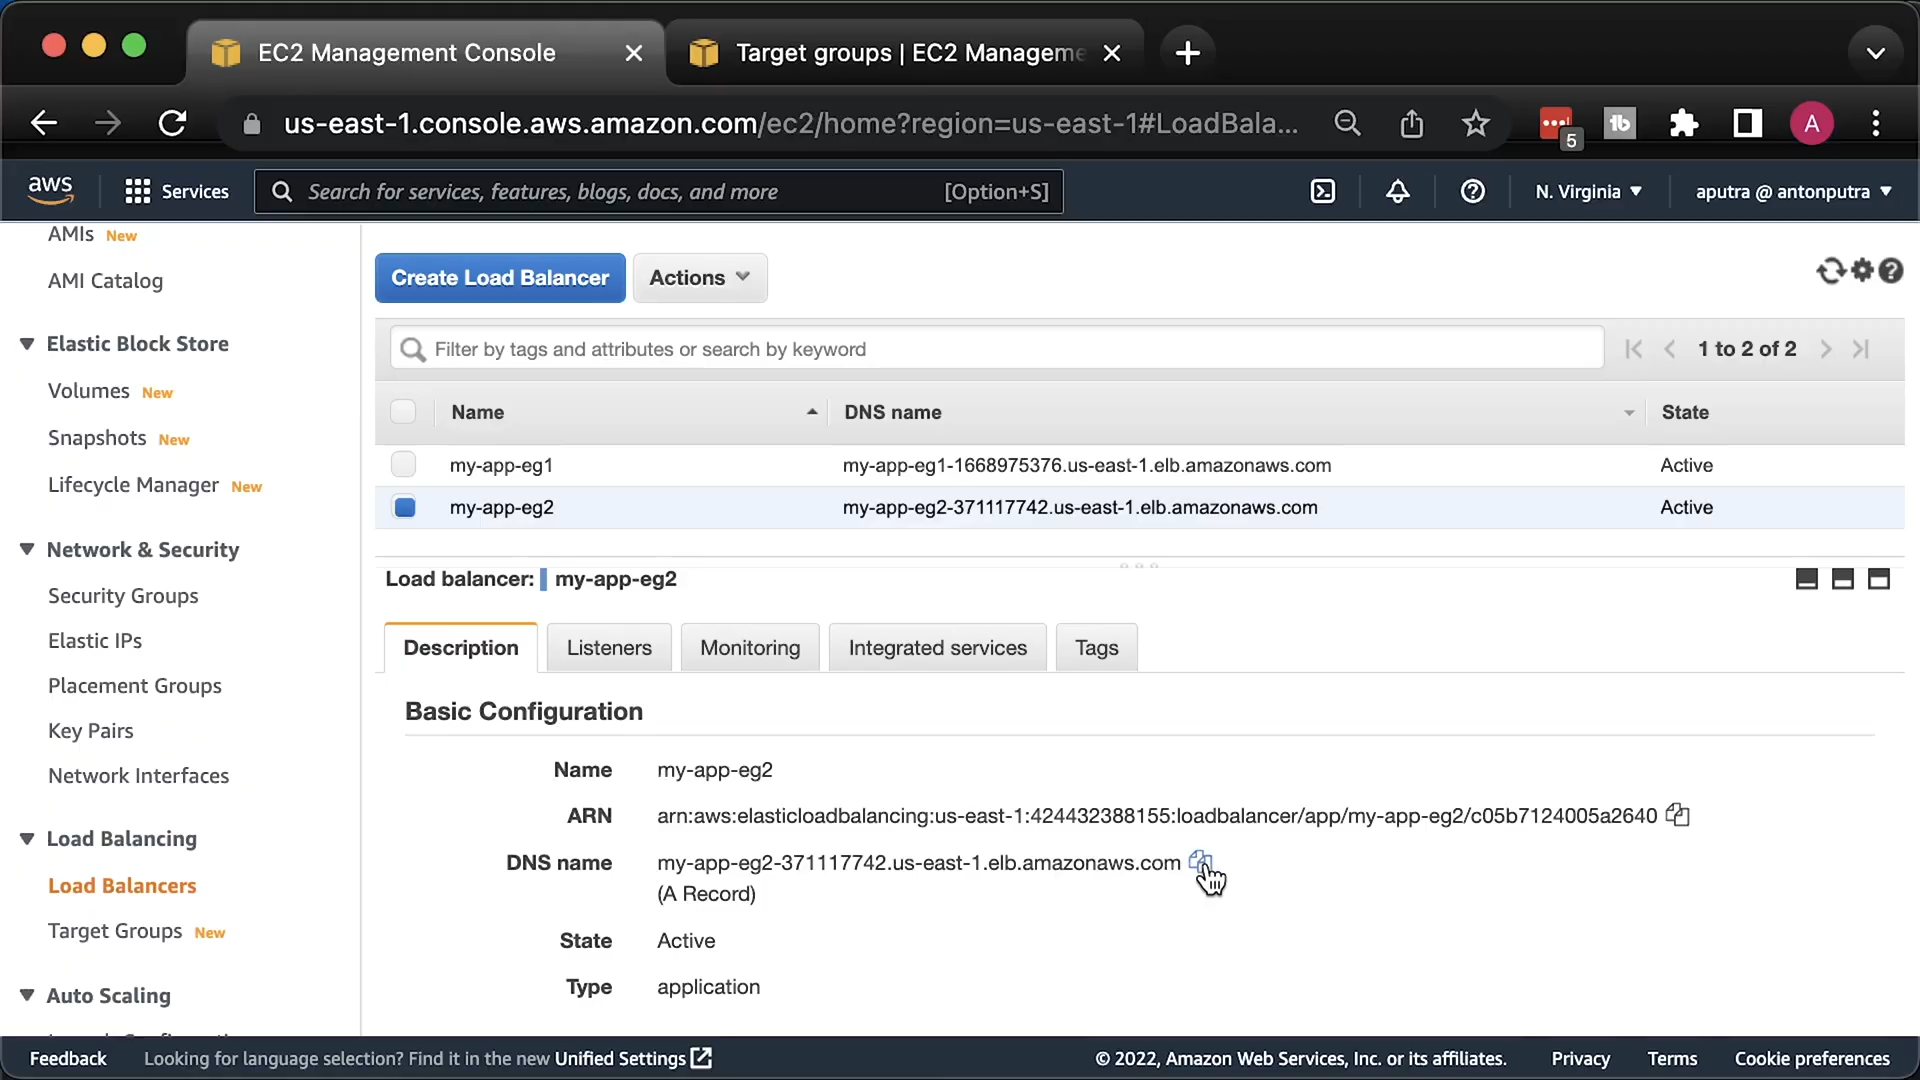 EC2 Management Console
Target groups | EC2 Manageme
us-east-1.console.aws.amazon.com/ec2/home?region=us-east-1#LoadBala...
5
A
aws
Services
Search for services, features, blogs, docs, and more
[Option+S]
N. Virginia
aputra @ antonputra
AMIs New
AMI Catalog
Elastic Block Store
Volumes New
Snapshots New
Lifecycle Manager New
Network & Security
Security Groups
Elastic IPs
Placement Groups
Key Pairs
Network Interfaces
Load Balancing
Load Balancers
Target Groups New
Auto Scaling
Create Load Balancer
Actions
Filter by tags and attributes or search by keyword
1 to 2 of 2
Name DNS name State
my-app-eg1 my-app-eg1-1668975376.us-east-1.elb.amazonaws.com Active
my-app-eg2 my-app-eg2-371117742.us-east-1.elb.amazonaws.com Active
Load balancer: my-app-eg2
Description Listeners Monitoring Integrated services Tags
Basic Configuration
Name my-app-eg2
ARN arn:aws:elasticloadbalancing:us-east-1:424432388155:loadbalancer/app/my-app-eg2/c05b7124005a2640
DNS name my-app-eg2-371117742.us-east-1.elb.amazonaws.com
(A Record)
State Active
Type application
Feedback Looking for language selection? Find it in the new Unified Settings
© 2022, Amazon Web Services, Inc. or its affiliates. Privacy Terms Cookie preferences